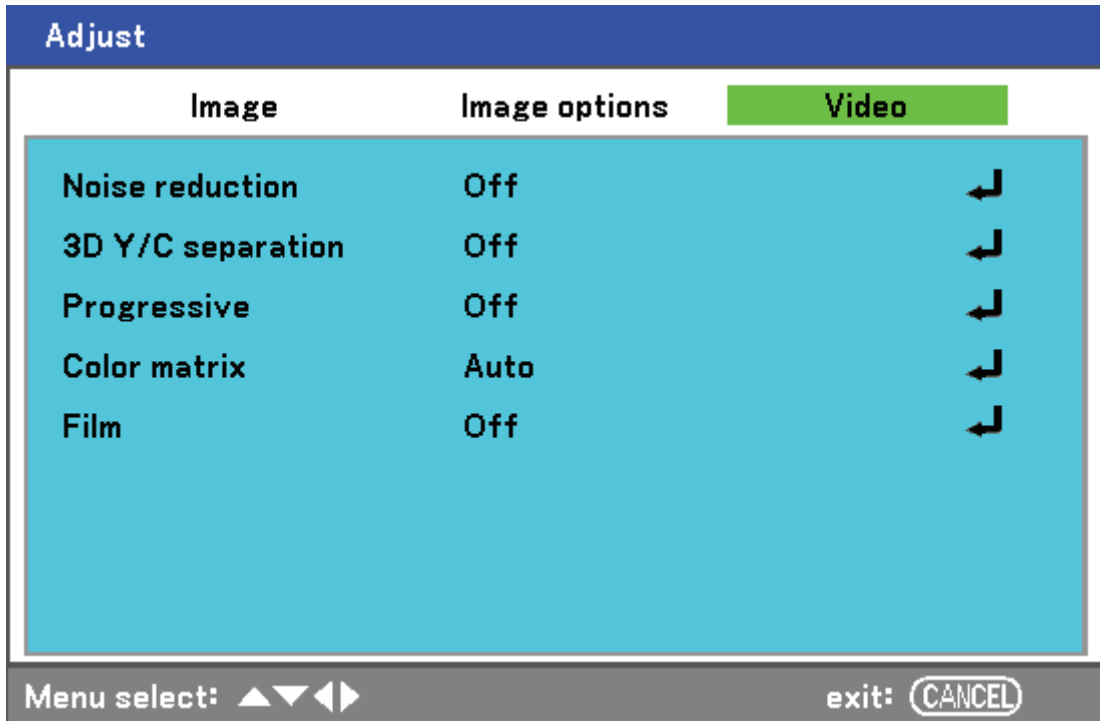 Adjust
Image Image options Video
Noise reduction Off
3D Y/C separation Off
Progressive Off
Color matrix Auto
Film Off
Menu select: ▲▼◀▶ exit: CANCEL